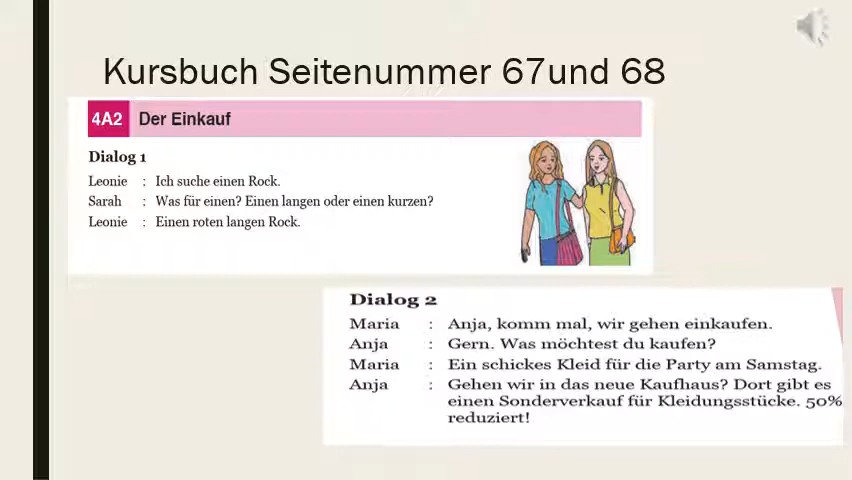 Kursbuch Seitenummer 67und 68
4A2 Der Einkauf
Dialog 1
Leonie : Ich suche einen Rock.
Sarah : Was für einen? Einen langen oder einen kurzen?
Leonie : Einen roten langen Rock.
Dialog 2
Maria : Anja, komm mal, wir gehen einkaufen.
Anja : Gern. Was möchtest du kaufen?
Maria : Ein schickes Kleid für die Party am Samstag.
Anja : Gehen wir in das neue Kaufhaus? Dort gibt es
einen Sonderverkauf für Kleidungsstücke. 50%
reduziert!